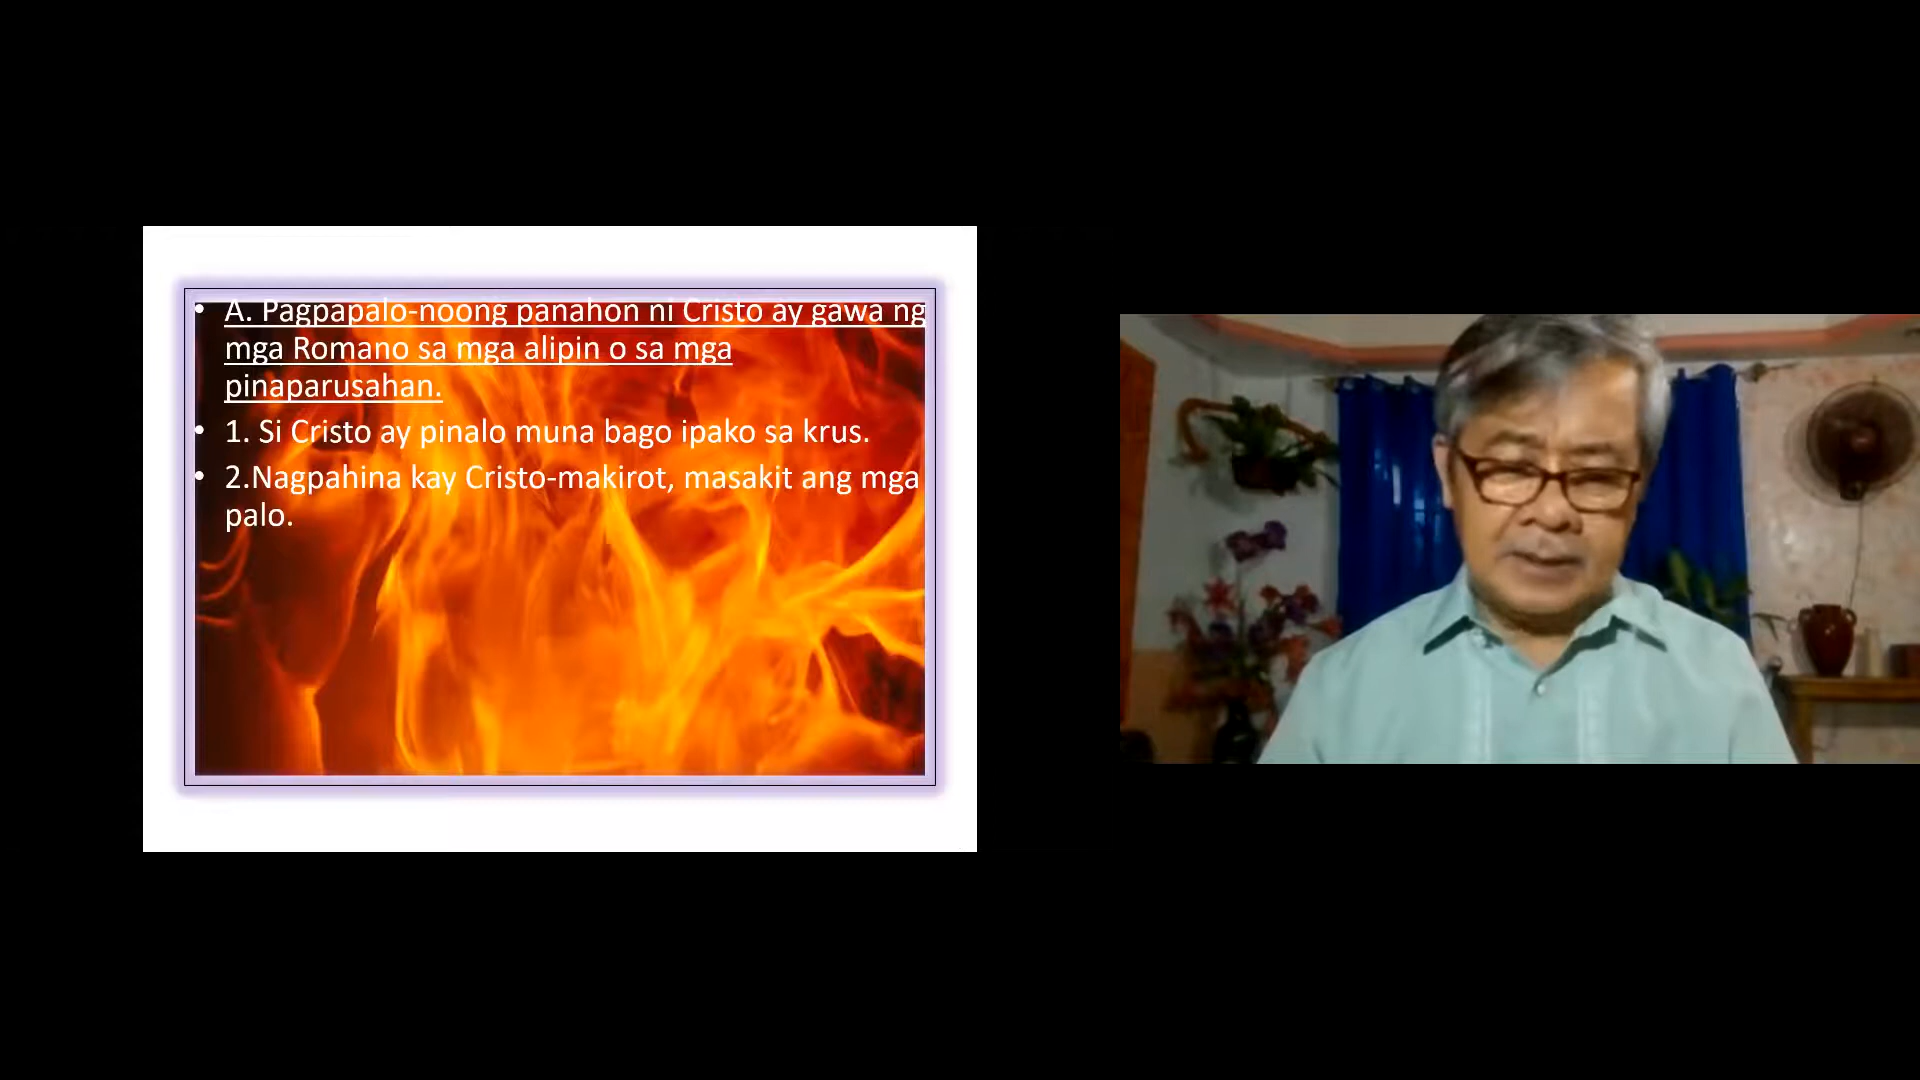 • A. Pagpapalo-noong panahon ni Cristo ay gawa ng
mga Romano sa mga alipin o sa mga
pinaparusahan.
• 1. Si Cristo ay pinalo muna bago ipako sa krus.
• 2.Nagpahina kay Cristo-makirot, masakit ang mga
palo.